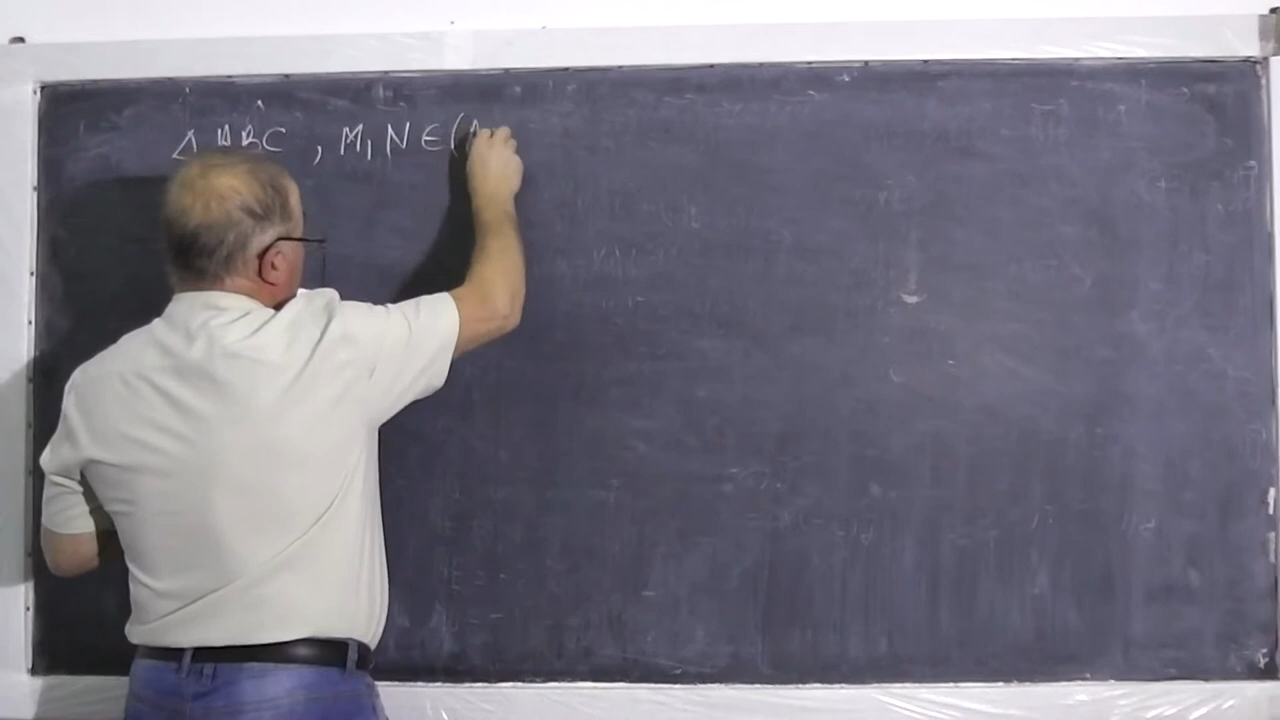 Δ ABC , M, N ∈ (A